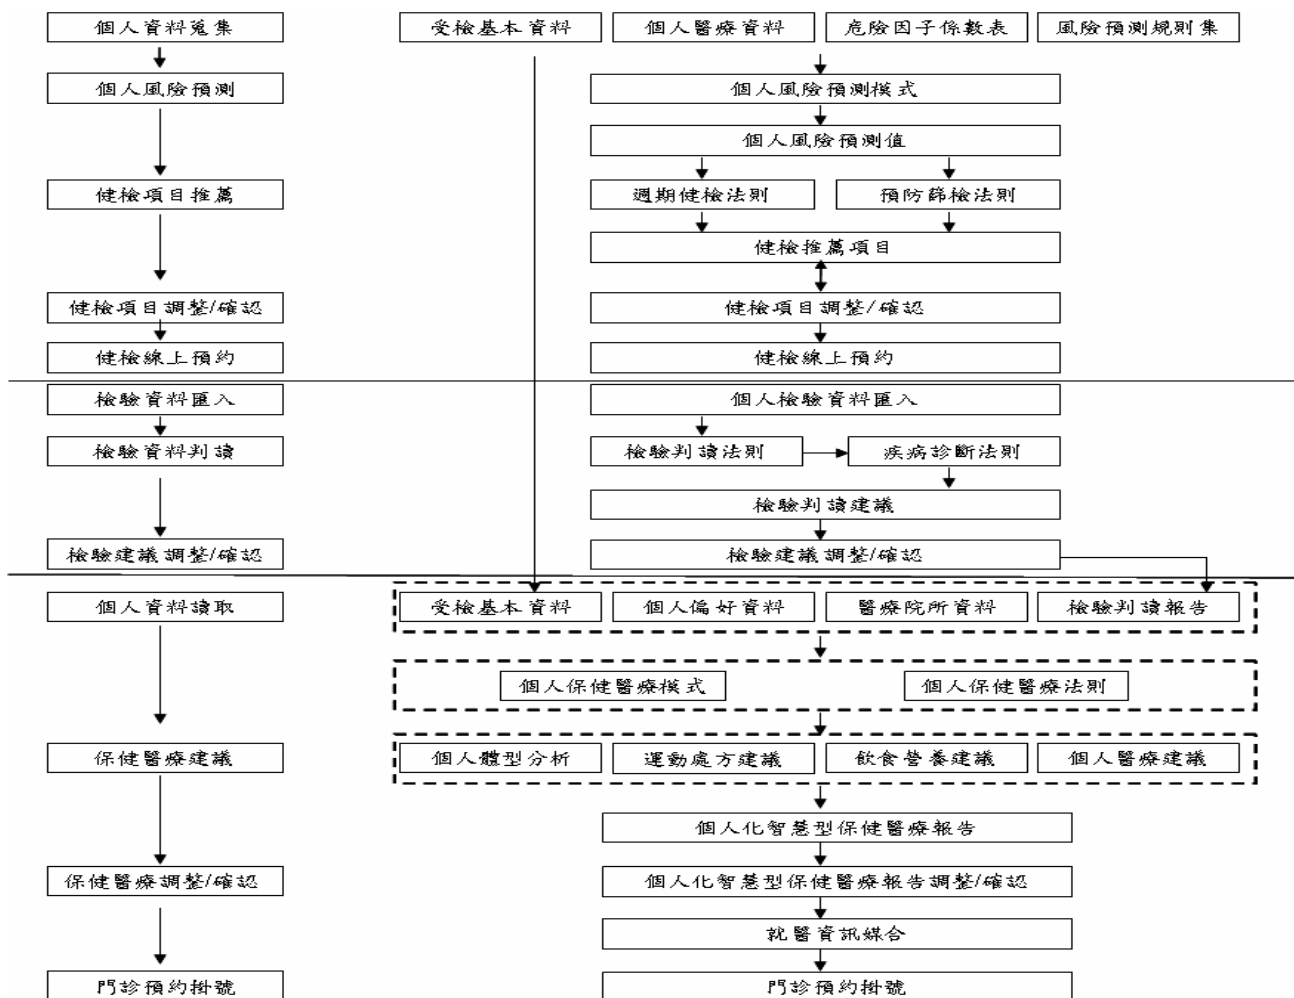 個人資料蒐集 受檢基本資料 個人醫療資料 危險因子係數表 風險預測規則集
個人風險預測 個人風險預測模式
個人風險預測值
健檢項目推薦 週期健檢法則 預防篩檢法則
健檢推薦項目
健檢項目調整/確認 健檢項目調整/確認
健檢線上預約 健檢線上預約
檢驗資料匯入 個人檢驗資料匯入
檢驗資料判讀 檢驗判讀法則 疾病診斷法則
檢驗判讀建議
檢驗建議調整/確認 檢驗建議調整/確認
個人資料讀取 受檢基本資料 個人偏好資料 醫療院所資料 檢驗判讀報告
個人保健醫療模式 個人保健醫療法則
保健醫療建議 個人體型分析 運動處方建議 飲食營養建議 個人醫療建議
個人化智慧型保健醫療報告
保健醫療調整/確認 個人化智慧型保健醫療報告調整/確認
就醫資訊媒合
門診預約掛號 門診預約掛號